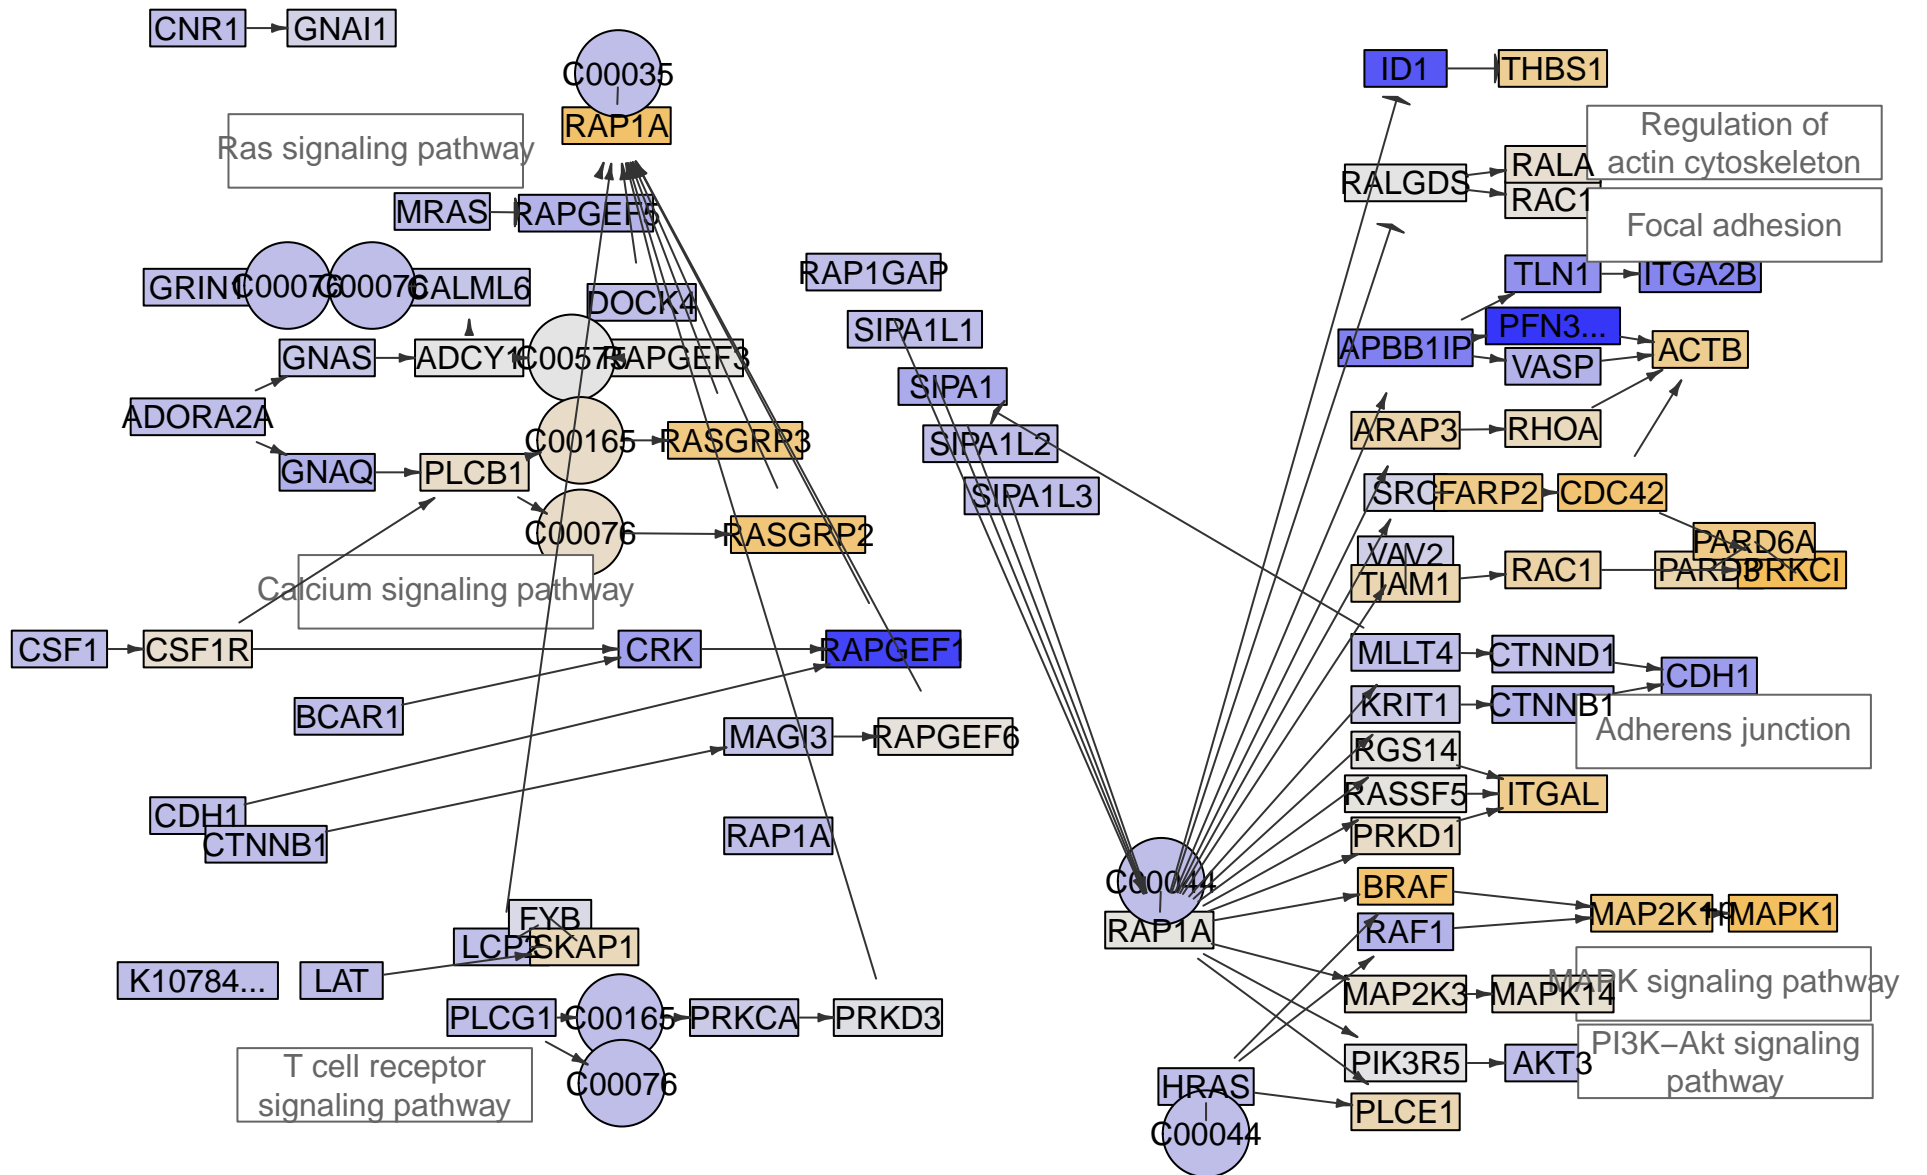 CNR1
GNAI1
C00035
RAP1A
Ras signaling pathway
MRAS
RAPGEF5
GRIN1
C00076
C00076
CALML6
DOCK4
GNAS
ADCY1
C00575
RAPGEF3
ADORA2A
C00165
RASGRP3
GNAQ
PLCB1
C00076
RASGRP2
Calcium signaling pathway
CSF1
CSF1R
CRK
RAPGEF1
BCAR1
MAGI3
RAPGEF6
CDH1
CTNNB1
RAP1A
FYB
LCP2
SKAP1
K10784...
LAT
PLCG1
C00165
PRKCA
PRKD3
C00076
T cell receptor
signaling pathway
RAP1GAP
SIPA1L1
SIPA1
SIPA1L2
SIPA1L3
C00044
RAP1A
HRAS
C00044
ID1
THBS1
Regulation of
actin cytoskeleton
RALGDS
RALA
RAC1
Focal adhesion
TLN1
ITGA2B
APBB1IP
PFN3...
VASP
ACTB
ARAP3
RHOA
SRC
FARP2
CDC42
VAV2
TIAM1
RAC1
PARD6A
PARD3
PRKCI
MLLT4
CTNND1
CDH1
KRIT1
CTNNB1
Adherens junction
RGS14
RASSF5
ITGAL
PRKD1
BRAF
RAF1
MAP2K1
+p
MAPK1
MAP2K3
MAPK14
MAPK signaling pathway
PIK3R5
AKT3
PI3K−Akt signaling
pathway
PLCE1